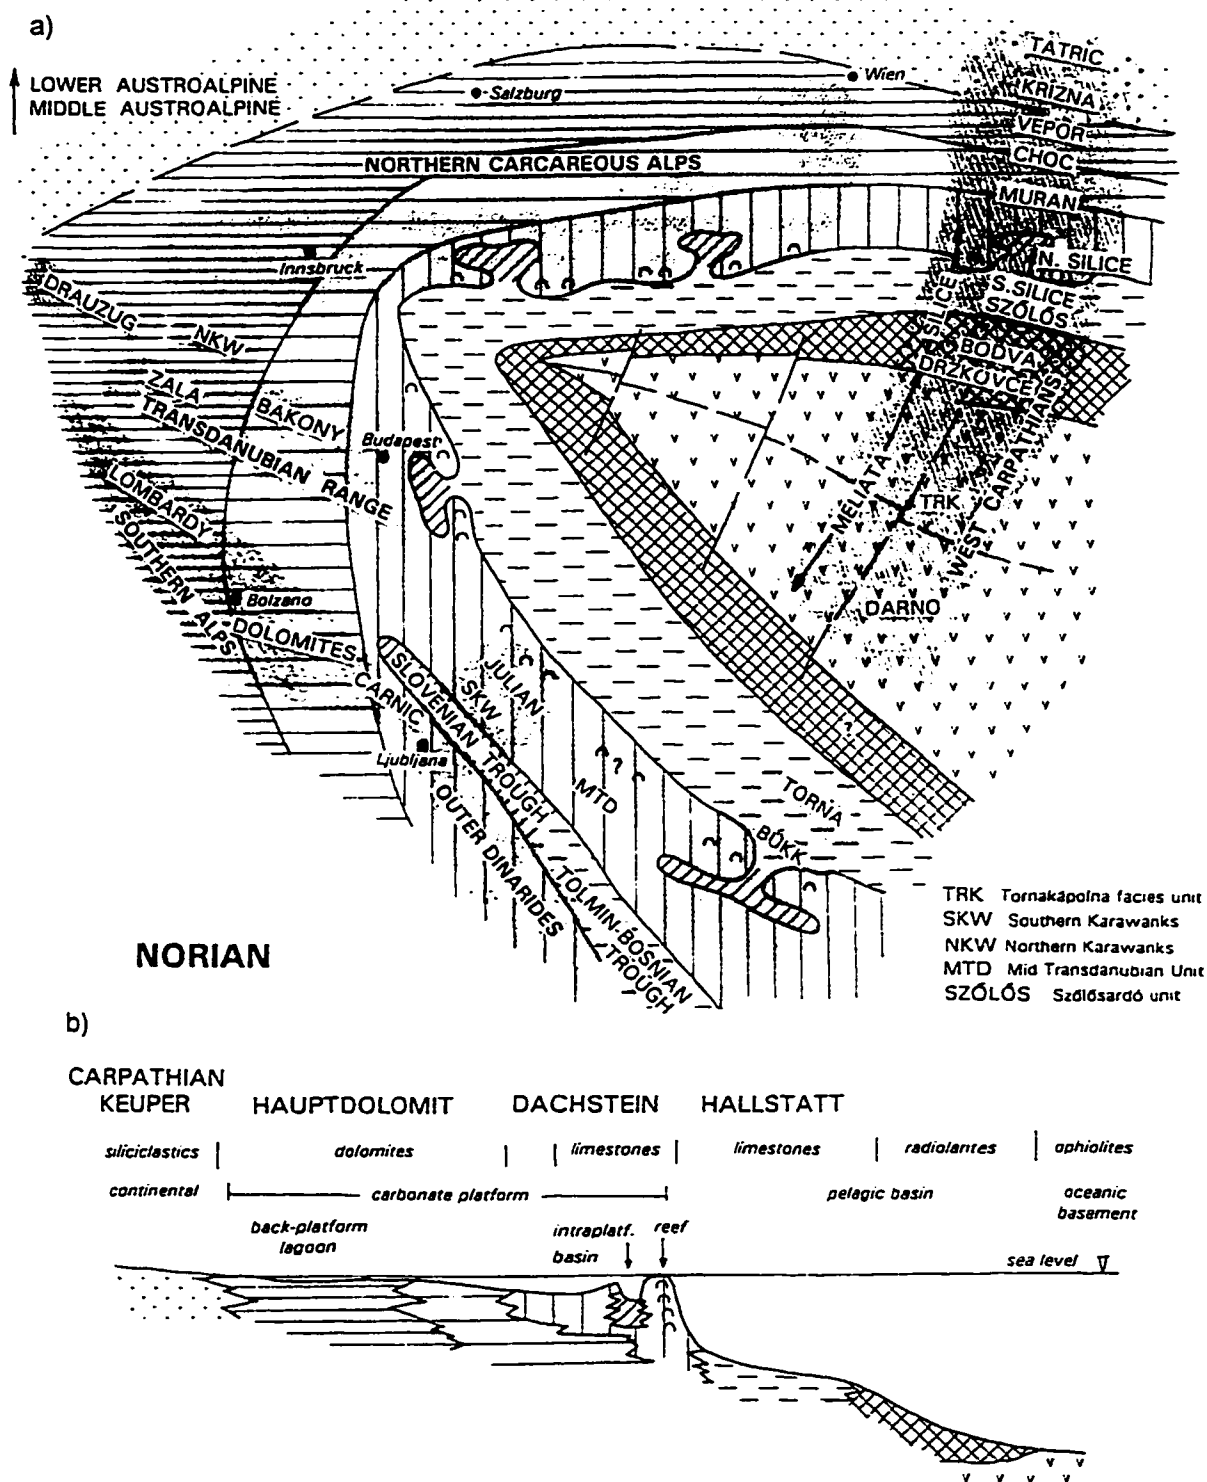 a)
LOWER AUSTROALPINE
MIDDLE AUSTROALPINE
Salzburg
Wien
TATRIC
KRIZNA
VEPOR
CHOC
NORTHERN CARCAREOUS ALPS
MURAN
Innsbruck
N. SILICE
S. SILICE
SZŐLŐS
SILICE
BODVA
DRŽKOVCE
DRAUZUG
NKW
ZALA
BAKONY
TRANSDANUBIAN RANGE
Budapest
LOMBARDY
SOUTHERN ALPS
MELIATA
TRK
WEST CARPATHIANS
DARNO
Bolzano
DOLOMITES
CARNIC
SLOVENIAN TROUGH
SKW
JULIAN
Ljubljana
OUTER DINARIDES
?
MTD
?
TORNA
BÜKK
TOLMIN-BOSNIAN
TROUGH
NORIAN
TRK Tornakápolna facies unit
SKW Southern Karawanks
NKW Northern Karawanks
MTD Mid Transdanubian Unit
SZŐLŐS Szőlősardó unit
b)
CARPATHIAN
KEUPER HAUPTDOLOMIT DACHSTEIN HALLSTATT
siliciclastics dolomites limestones limestones radiolarites ophiolites
continental carbonate platform pelagic basin oceanic
basement
back-platform
lagoon
intraplatf. reef
basin
sea level